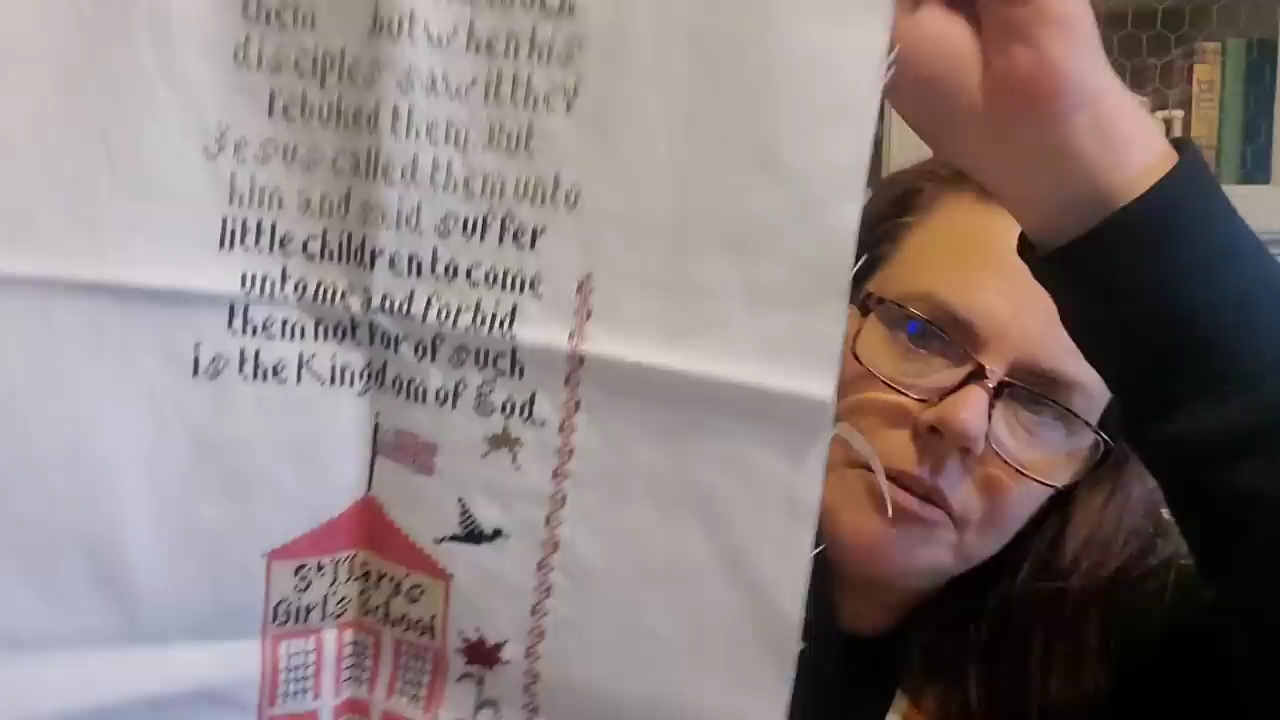 them but when his
disciples saw it they
rebuked them. But
Jesus called them unto
him and said suffer
little children to come
unto me and forbid
them not for of such
is the Kingdom of God.
St Mary's
Girl's School